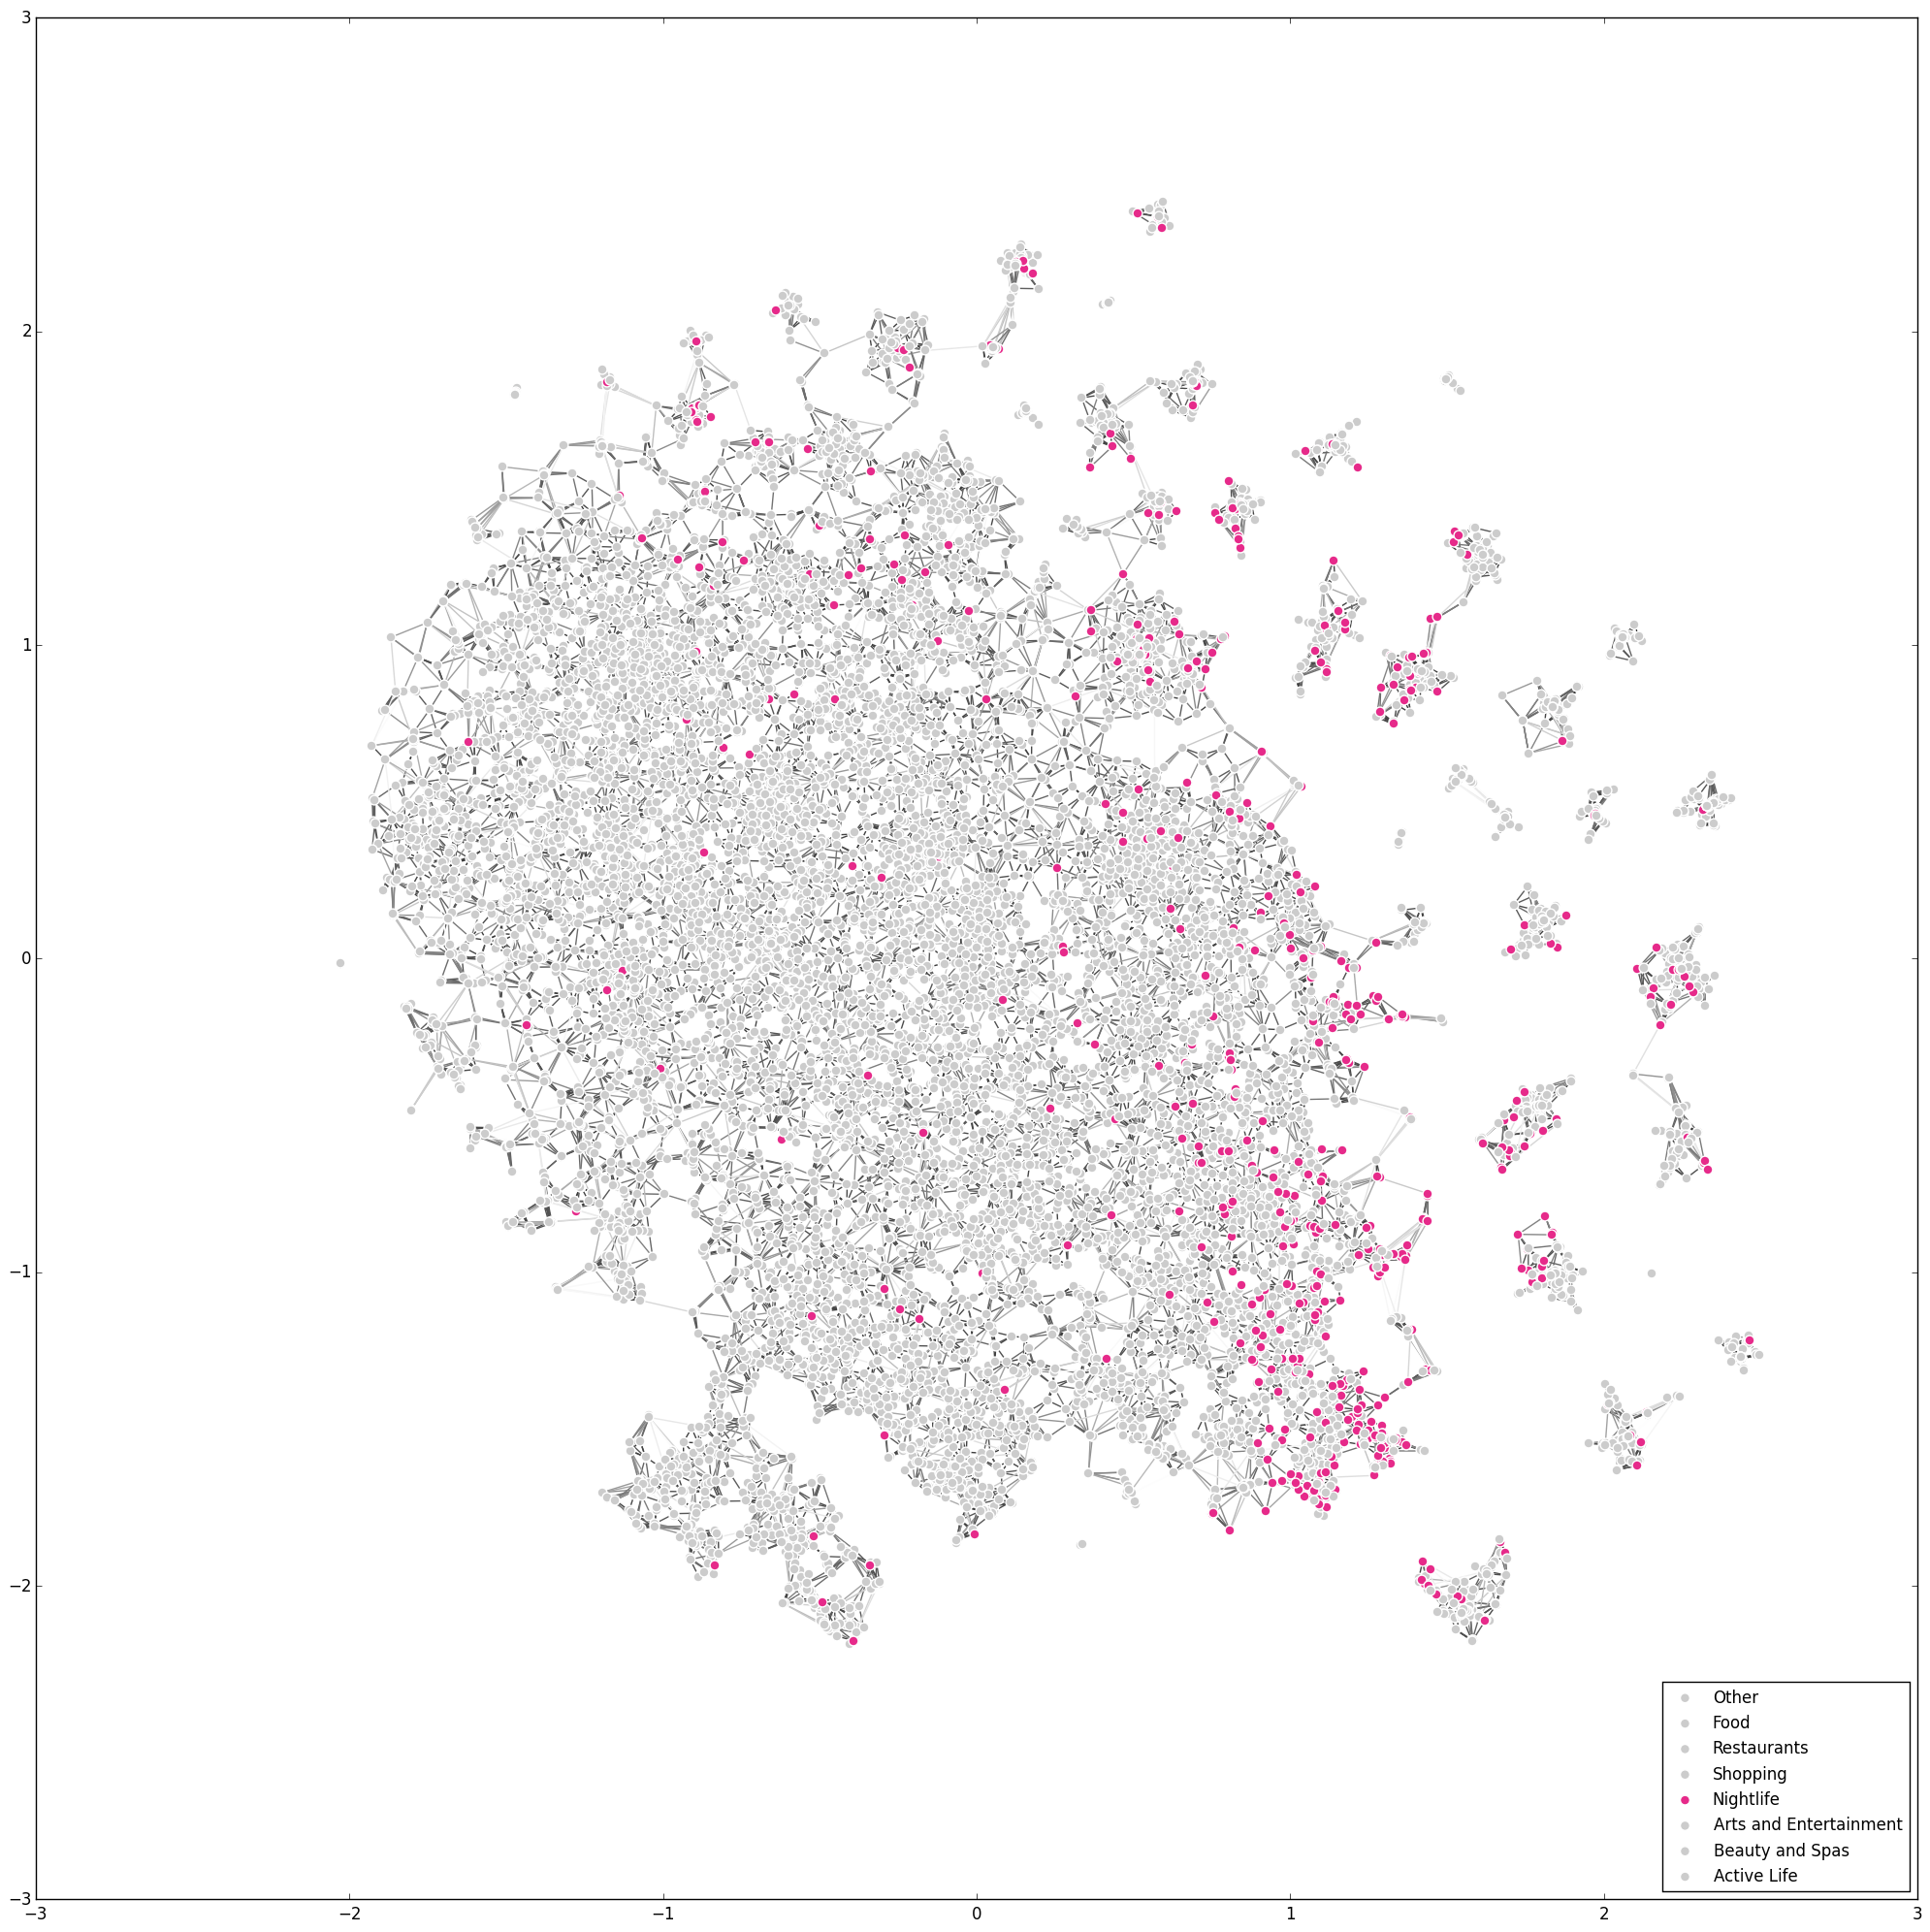 3
2
1
0
−1
−2
−3
−3
−2
−1
0
1
2
3
Other
Food
Restaurants
Shopping
Nightlife
Arts and Entertainment
Beauty and Spas
Active Life